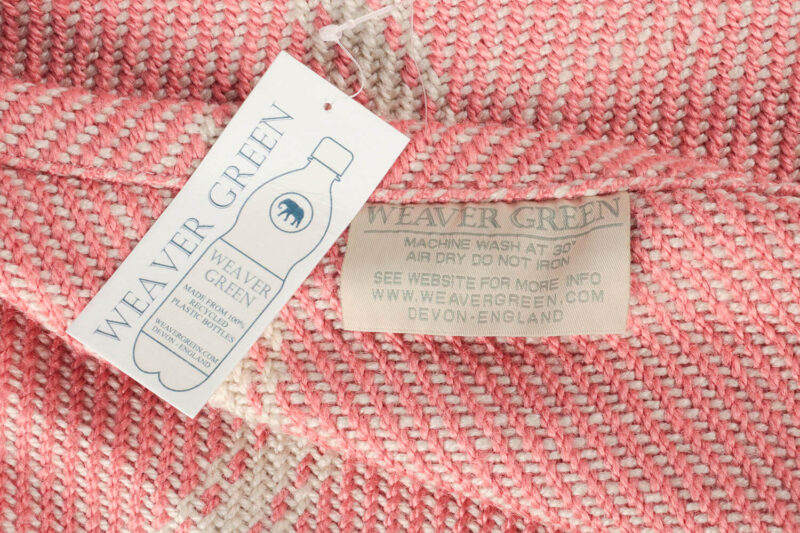 WEAVER GREEN
WEAVER
GREEN
MADE FROM 100%
RECYCLED
PLASTIC BOTTLES
WEAVERGREEN.COM
DEVON - ENGLAND
WEAVER GREEN
MACHINE WASH AT 30°
AIR DRY DO NOT IRON
SEE WEBSITE FOR MORE INFO
WWW.WEAVERGREEN.COM
DEVON-ENGLAND